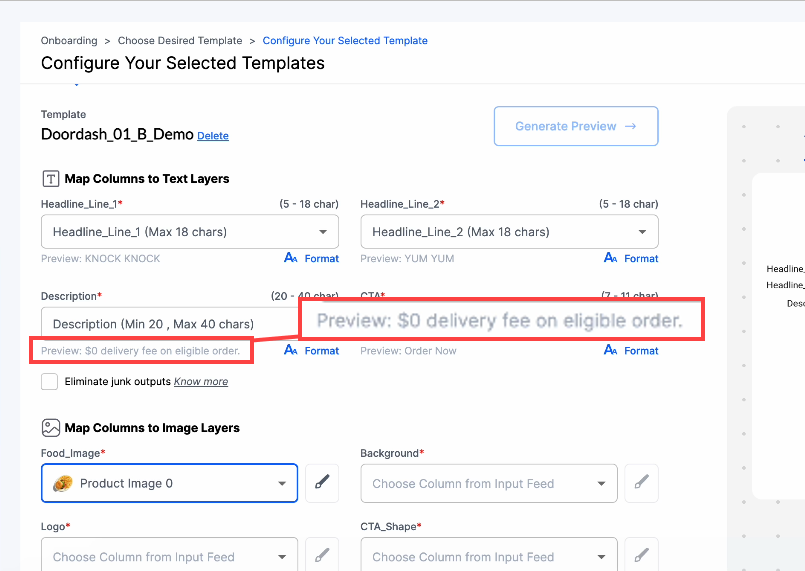 Onboarding > Choose Desired Template > Configure Your Selected Template
Configure Your Selected Templates
Template
Doordash_01_B_Demo Delete
Generate Preview →
T Map Columns to Text Layers
Headline_Line_1* (5 - 18 char)
Headline_Line_2* (5 - 18 char)
Headline_Line_1 (Max 18 chars)
Headline_Line_2 (Max 18 chars)
Preview: KNOCK KNOCK
AA Format
Preview: YUM YUM
AA Format
Description* (20 - 40 char)
CTA* (7 - 11 char)
Description (Min 20 , Max 40 chars)
Preview: $0 delivery fee on eligible order.
Preview: $0 delivery fee on eligible order.
AA Format
Preview: Order Now
AA Format
Eliminate junk outputs Know more
Map Columns to Image Layers
Food_Image*
Background*
Product Image 0
Choose Column from Input Feed
Logo*
CTA_Shape*
Choose Column from Input Feed
Choose Column from Input Feed
Headline_
Headline_
Des